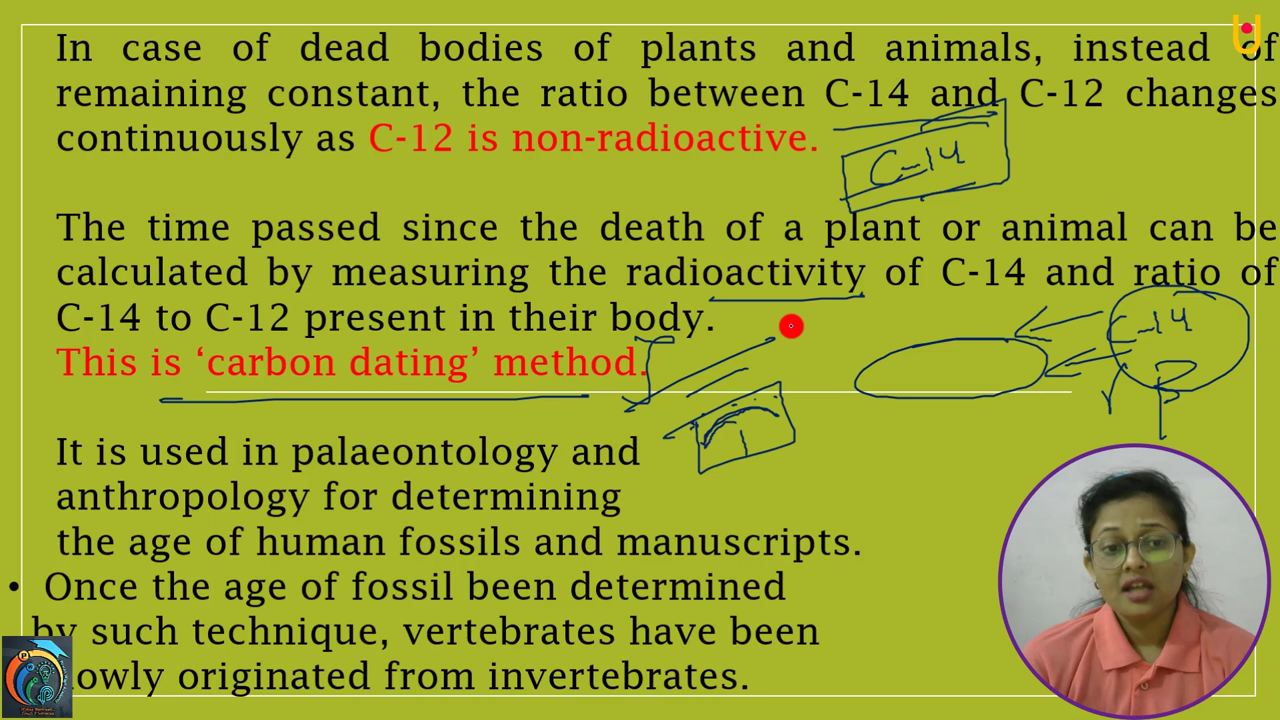 In case of dead bodies of plants and animals, instead of
remaining constant, the ratio between C-14 and C-12 changes
continuously as C-12 is non-radioactive.
C-14
The time passed since the death of a plant or animal can be
calculated by measuring the radioactivity of C-14 and ratio of
C-14 to C-12 present in their body.
C-14
This is ‘carbon dating’ method.
It is used in palaeontology and
anthropology for determining
the age of human fossils and manuscripts.
• Once the age of fossil been determined
by such technique, vertebrates have been
originated from invertebrates.